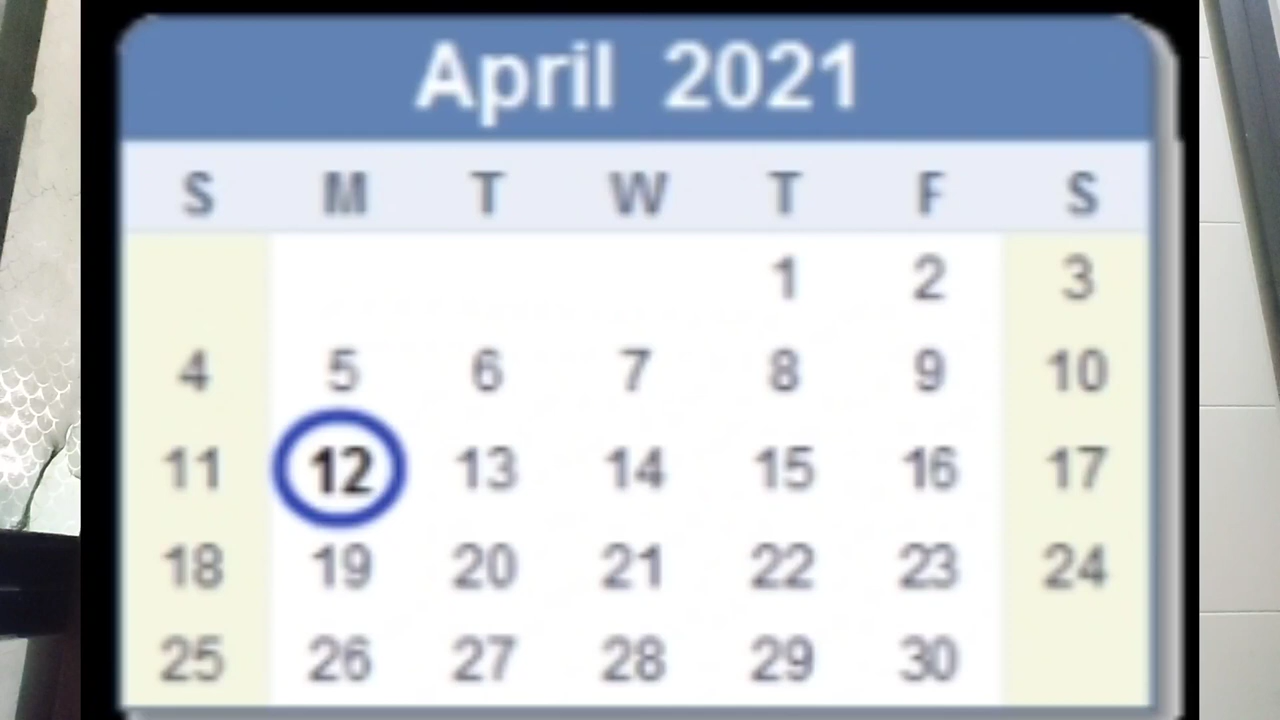 April 2021
S M T W T F S
1 2 3
4 5 6 7 8 9 10
11 12 13 14 15 16 17
18 19 20 21 22 23 24
25 26 27 28 29 30